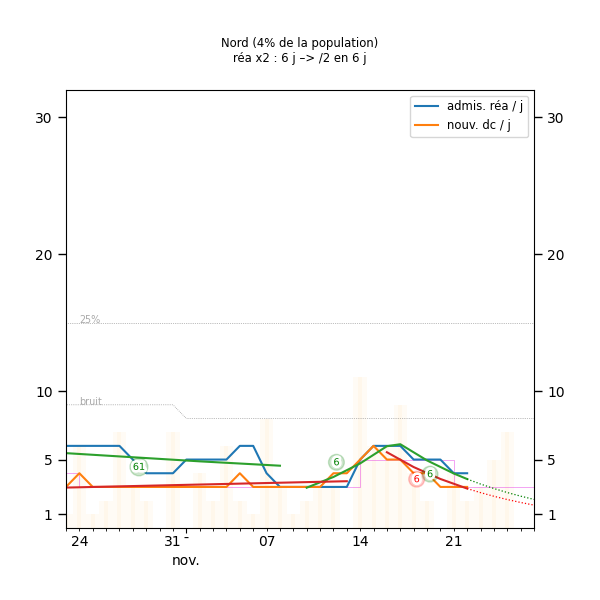 Nord (4% de la population)
réa x2 : 6 j –> /2 en 6 j
admis. réa / j
nouv. dc / j
30 30
20 20
25%
10 10
bruit
5 5
61 6 6 6
1 1
24 31 07 14 21
nov.